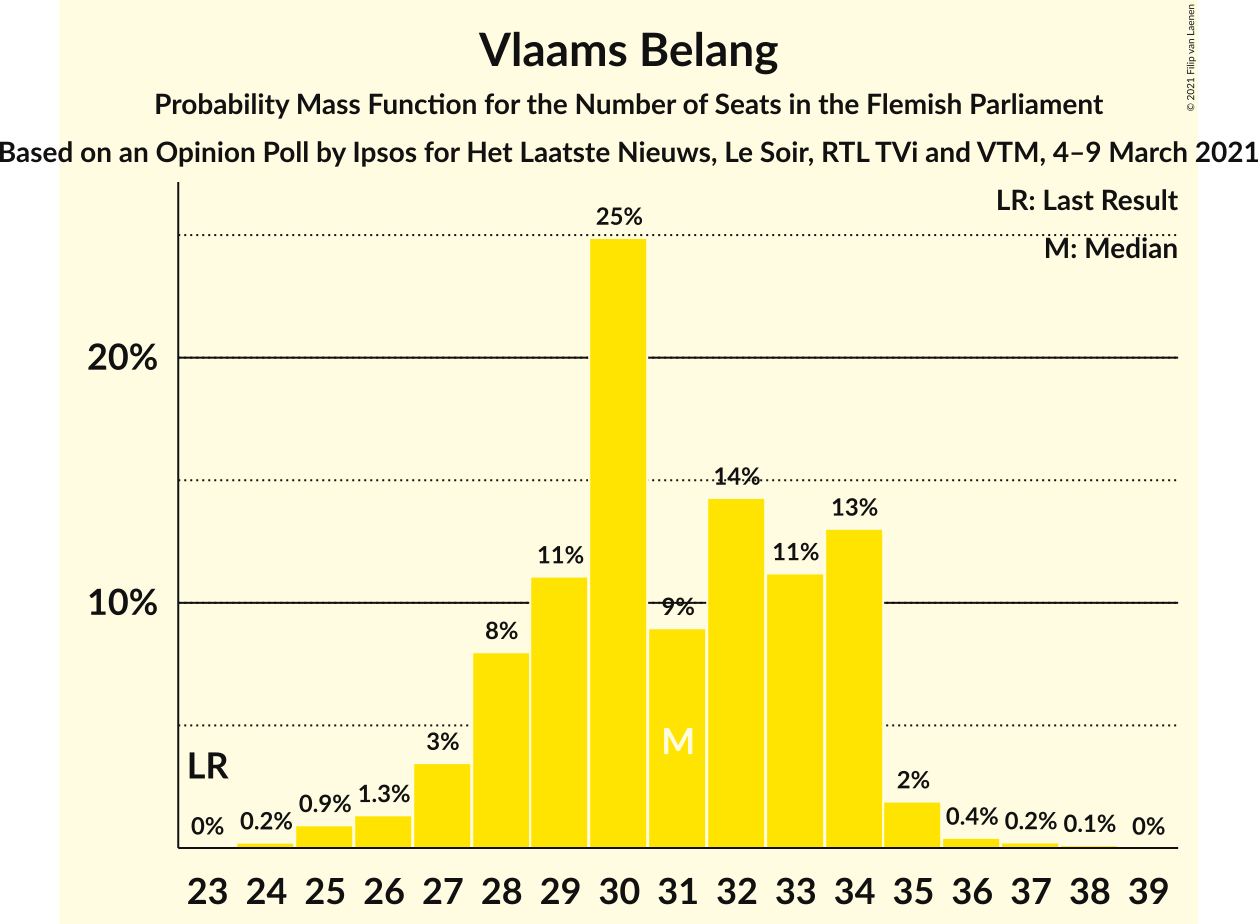 © 2021 Filip van Laenen
Vlaams Belang
Probability Mass Function for the Number of Seats in the Flemish Parliament
Based on an Opinion Poll by Ipsos for Het Laatste Nieuws, Le Soir, RTL TVi and VTM, 4–9 March 2021
LR: Last Result
M: Median
20%
10%
LR
M
0% 0.2% 0.9% 1.3% 3% 8% 11% 25% 9% 14% 11% 13% 2% 0.4% 0.2% 0.1% 0%
23 24 25 26 27 28 29 30 31 32 33 34 35 36 37 38 39